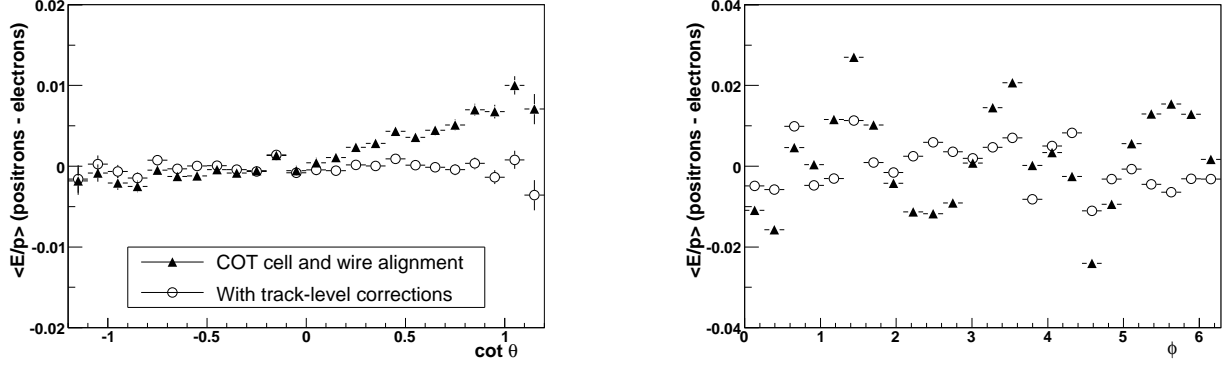 <E/p> (positrons - electrons)
0.02
0.01
0
-0.01
-0.02
COT cell and wire alignment
With track-level corrections
-1 -0.5 0 0.5 1
cot θ
<E/p> (positrons - electrons)
0.04
0.02
0
-0.02
-0.04
0 1 2 3 4 5 6
ϕ